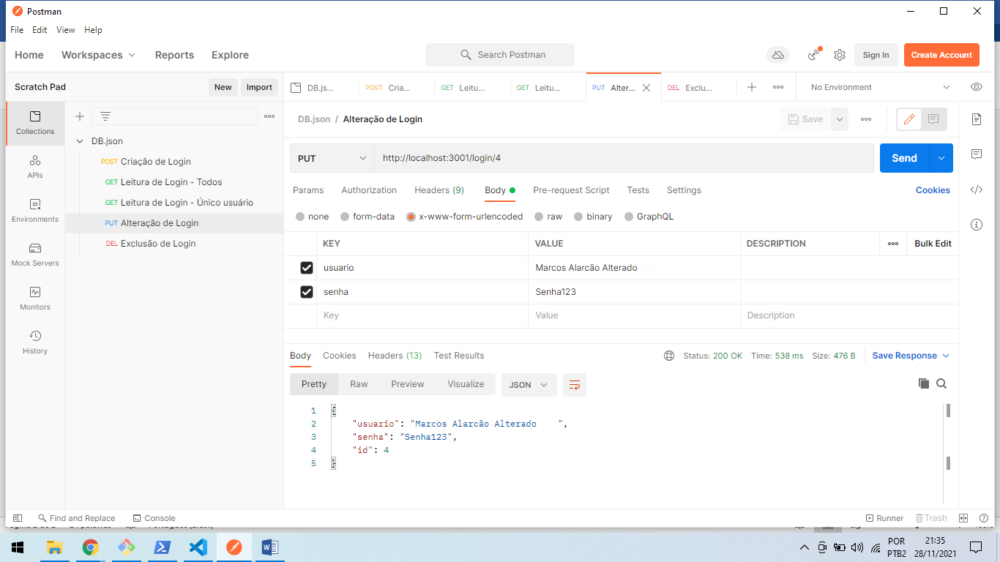 Postman
File Edit View Help
Home Workspaces Reports Explore Search Postman Sign In Create Account
Scratch Pad New Import
DB.js... POST Cria... GET Leitu... GET Leitu... PUT Alter... DEL Exclu... No Environment
Collections
APIs
Environments
Mock Servers
Monitors
History
DB.json
POST Criação de Login
GET Leitura de Login - Todos
GET Leitura de Login - Único usuário
PUT Alteração de Login
DEL Exclusão de Login
DB.json / Alteração de Login Save
PUT http://localhost:3001/login/4 Send
Params Authorization Headers (9) Body Pre-request Script Tests Settings Cookies
none form-data x-www-form-urlencoded raw binary GraphQL
KEY VALUE DESCRIPTION Bulk Edit
usuario Marcos Alarcão Alterado
senha Senha123
Key Value Description
Body Cookies Headers (13) Test Results Status: 200 OK Time: 538 ms Size: 476 B Save Response
Pretty Raw Preview Visualize JSON
1 {
2 "usuario": "Marcos Alarcão Alterado    ",
3 "senha": "Senha123",
4 "id": 4
5 }
Find and Replace Console Runner Trash
POR 21:35
PTB2 28/11/2021